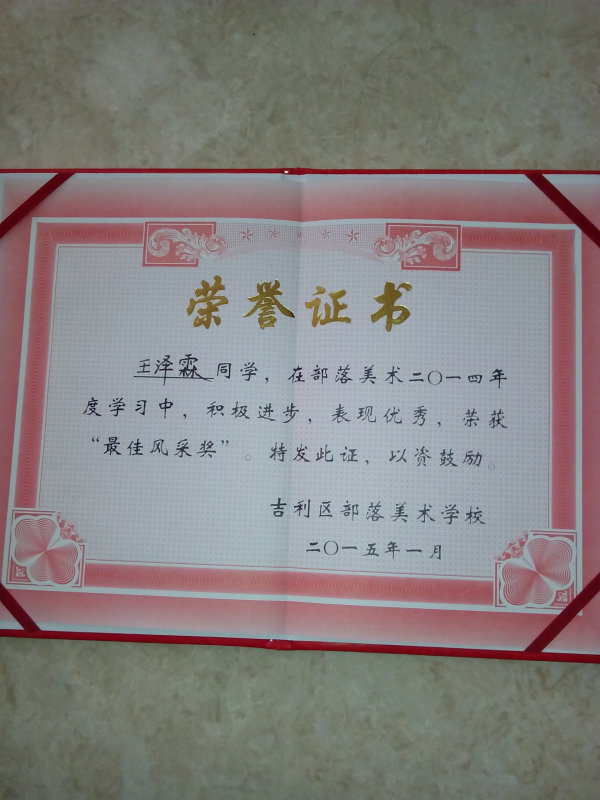 荣誉证书
王泽霖同学，在部落美术二〇一四年
度学习中，积极进步，表现优秀，荣获
“最佳风采奖”。特发此证，以资鼓励。
吉利区部落美术学校
二〇一五年一月